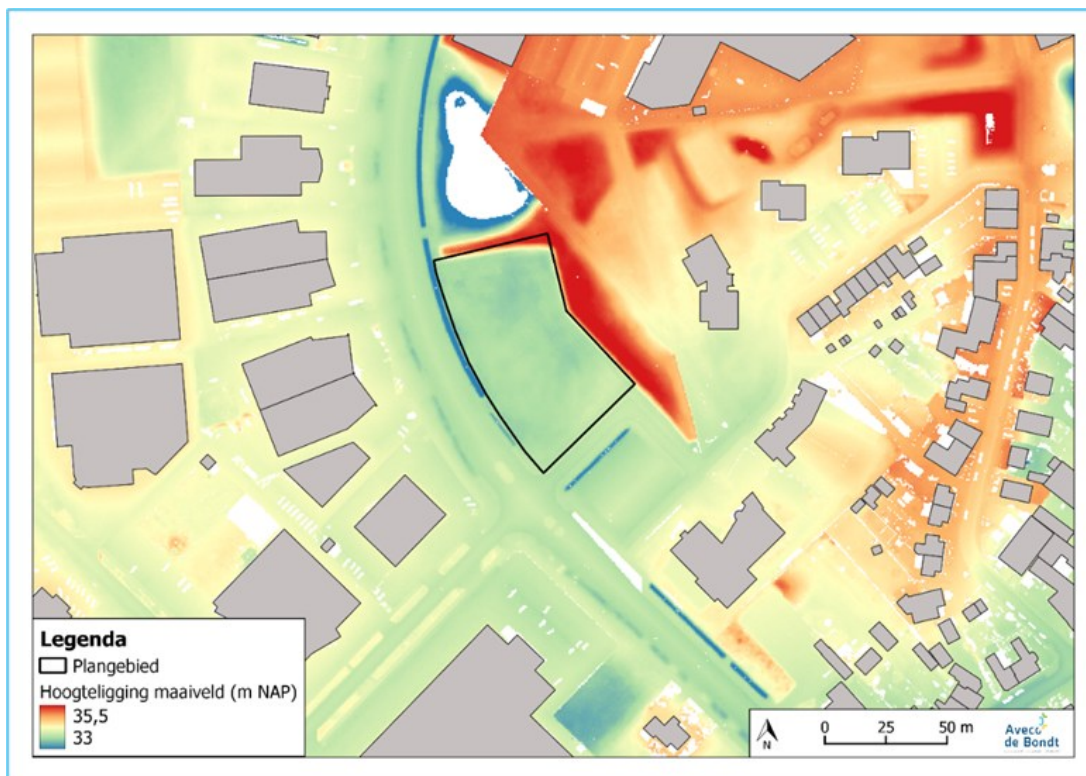 Legenda
Plangebied
Hoogteligging maaiveld (m NAP)
35,5
33
N
0 25 50 m
Aveco
de Bondt